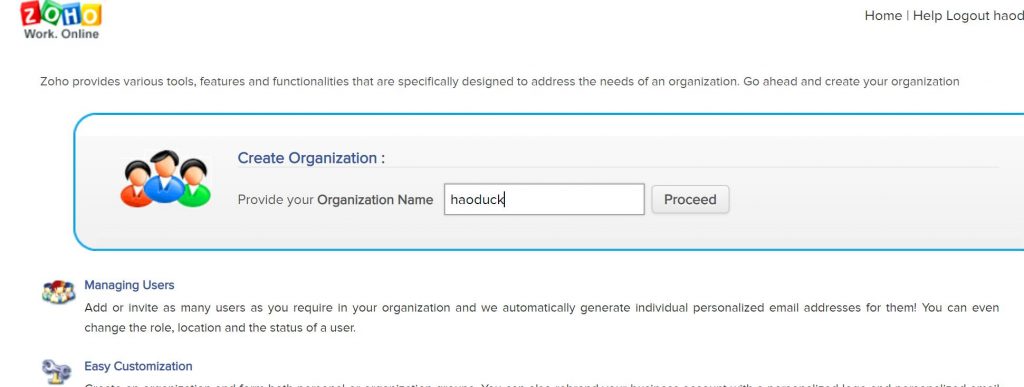 ZOHO
Work. Online
Home | Help Logout haod
Zoho provides various tools, features and functionalities that are specifically designed to address the needs of an organization. Go ahead and create your organization
Create Organization :
Provide your Organization Name haoduck Proceed
Managing Users
Add or invite as many users as you require in your organization and we automatically generate individual personalized email addresses for them! You can even
change the role, location and the status of a user.
Easy Customization